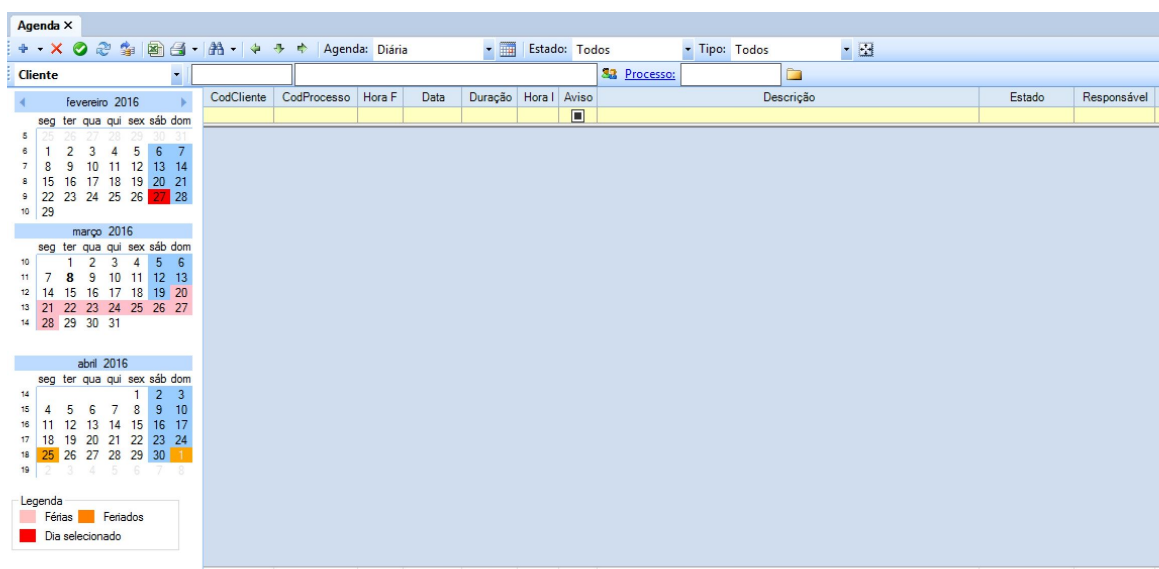 Agenda ×
Agenda: Diária Estado: Todos Tipo: Todos
Cliente Processo:
CodCliente CodProcesso Hora F Data Duração Hora I Aviso Descrição Estado Responsável
fevereiro 2016
seg ter qua qui sex sáb dom
5 25 26 27 28 29 30 31
6 1 2 3 4 5 6 7
7 8 9 10 11 12 13 14
8 15 16 17 18 19 20 21
9 22 23 24 25 26 27 28
10 29
março 2016
seg ter qua qui sex sáb dom
10 1 2 3 4 5 6
11 7 8 9 10 11 12 13
12 14 15 16 17 18 19 20
13 21 22 23 24 25 26 27
14 28 29 30 31
abril 2016
seg ter qua qui sex sáb dom
14 1 2 3
15 4 5 6 7 8 9 10
16 11 12 13 14 15 16 17
17 18 19 20 21 22 23 24
18 25 26 27 28 29 30 1
19 2 3 4 5 6 7 8
Legenda
Férias Feriados
Dia selecionado